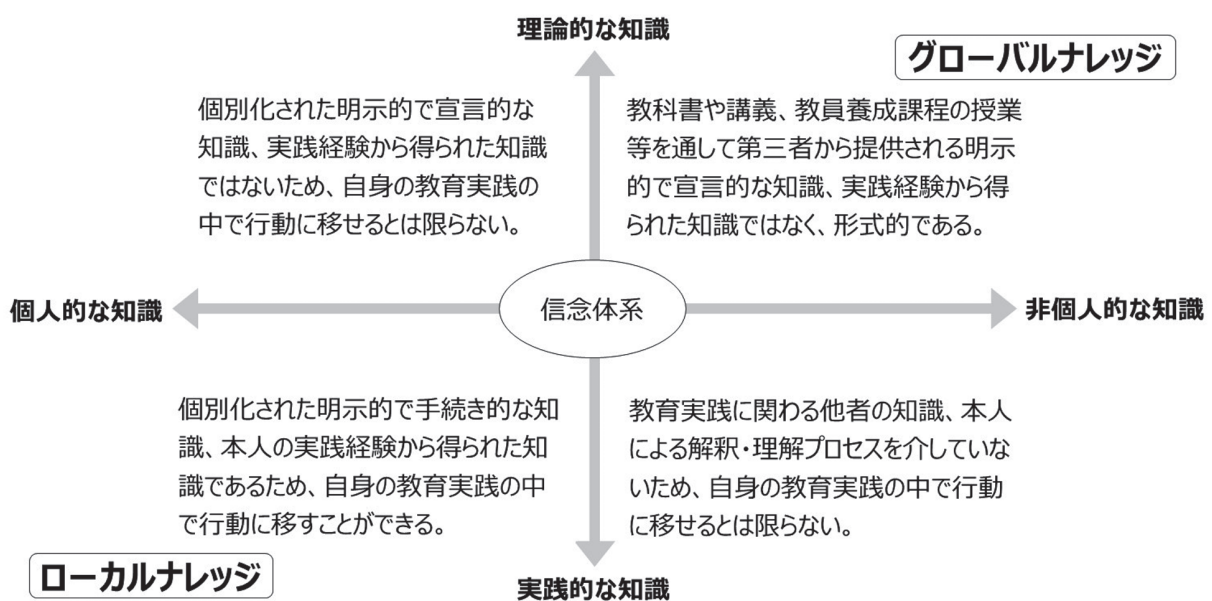 理論的な知識
グローバルナレッジ
個別化された明示的で宣言的な
知識、実践経験から得られた知識
ではないため、自身の教育実践の
中で行動に移せるとは限らない。
教科書や講義、教員養成課程の授業
等を通して第三者から提供される明示
的で宣言的な知識、実践経験から得
られた知識ではなく、形式的である。
個人的な知識
信念体系
非個人的な知識
個別化された明示的で手続き的な知
識、本人の実践経験から得られた知
識であるため、自身の教育実践の中
で行動に移すことができる。
教育実践に関わる他者の知識、本人
による解釈・理解プロセスを介していな
いため、自身の教育実践の中で行動
に移せるとは限らない。
ローカルナレッジ
実践的な知識